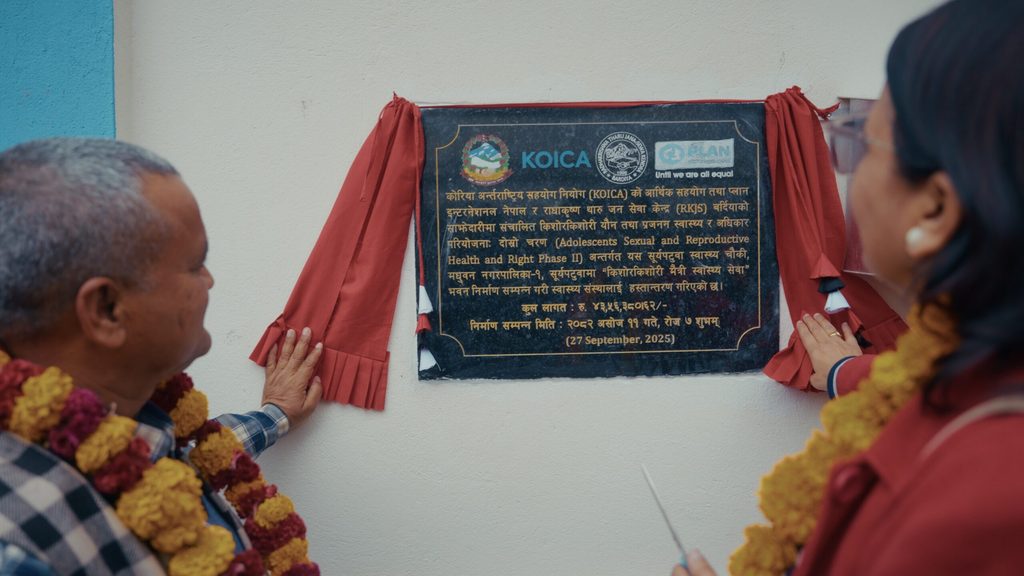 KOICA
PLAN
Until we are all equal
कोरिया अर्न्तराष्ट्रिय सहयोग नियोग (KOICA) को आर्थिक सहयोग तथा प्लान
इन्टरनेशनल नेपाल र राधाकृष्ण थारु जन सेवा केन्द्र (RKJS) बर्दियाको
साझेदारीमा संचालित किशोरकिशोरी यौन तथा प्रजनन स्वास्थ्य र अधिकार
परियोजनाः दोस्रो चरण (Adolescents Sexual and Reproductive
Health and Right Phase II) अन्तर्गत यस सूर्यपटुवा स्वास्थ्य चौकी,
मधुवन नगरपालिका-१, सूर्यपटुवामा "किशोरकिशोरी मैत्री स्वास्थ्य सेवा"
भवन निर्माण सम्पन्न गरी स्वास्थ्य संस्थालाई हस्तान्तरण गरिएको छ।
कुल लागत : रु. ४३,५६,३८०।६२/-
निर्माण सम्पन्न मिति : २०८२ असोज ११ गते, रोज ७ शुभम्
(27 September, 2025)